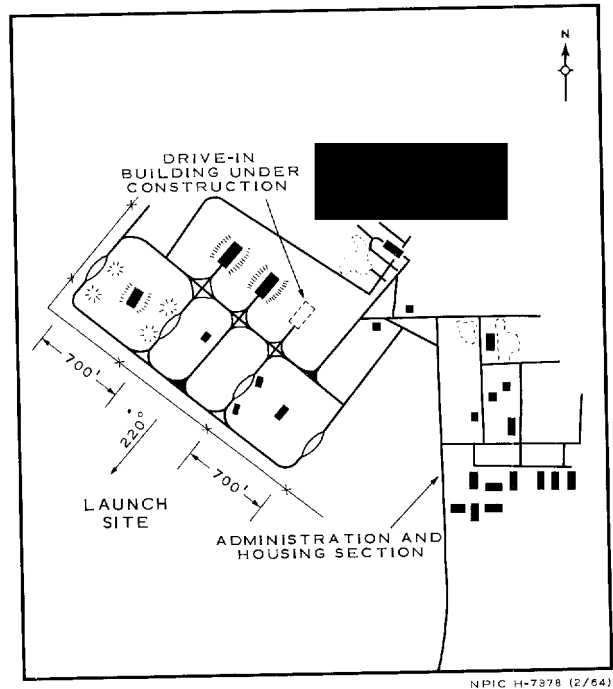 N
DRIVE-IN
BUILDING UNDER
CONSTRUCTION
700'
220°
700'
LAUNCH
SITE
ADMINISTRATION AND
HOUSING SECTION
NPIC H-7378 (2/64)